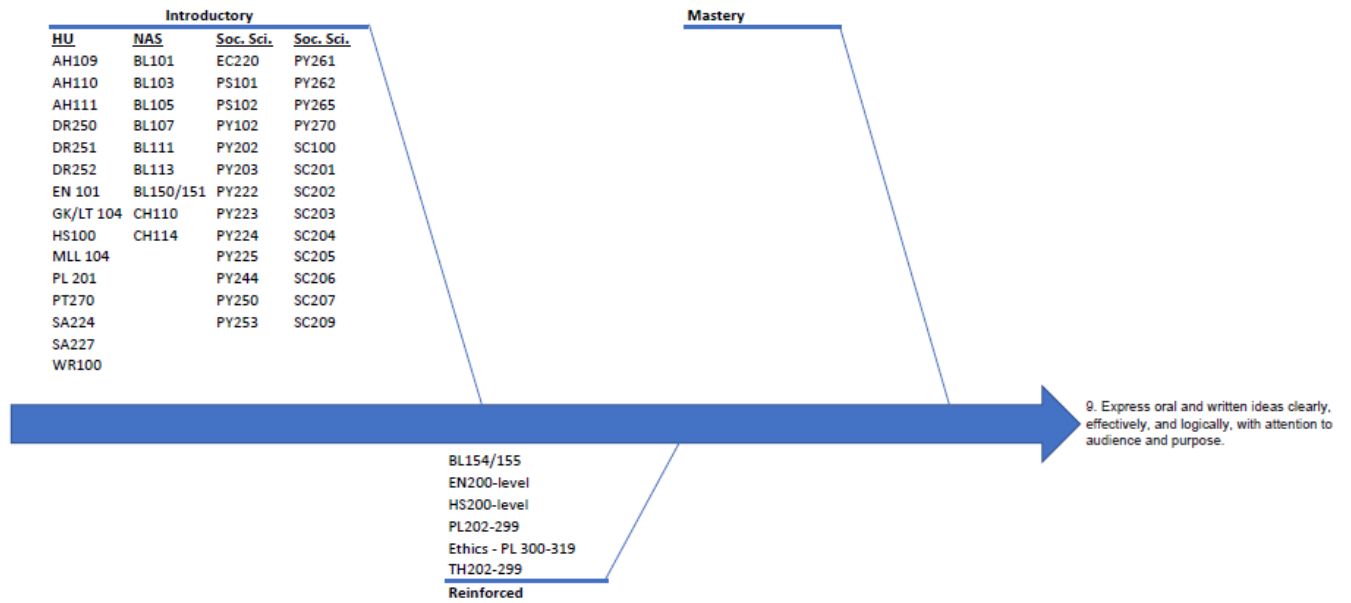 Introductory
Mastery
HU NAS Soc. Sci. Soc. Sci.
AH109 BL101 EC220 PY261
AH110 BL103 PS101 PY262
AH111 BL105 PS102 PY265
DR250 BL107 PY102 PY270
DR251 BL111 PY202 SC100
DR252 BL113 PY203 SC201
EN 101 BL150/151 PY222 SC202
GK/LT 104 CH110 PY223 SC203
HS100 CH114 PY224 SC204
MLL 104 PY225 SC205
PL 201 PY244 SC206
PT270 PY250 SC207
SA224 PY253 SC209
SA227
WR100
9. Express oral and written ideas clearly,
effectively, and logically, with attention to
audience and purpose.
BL154/155
EN200-level
HS200-level
PL202-299
Ethics - PL 300-319
TH202-299
Reinforced